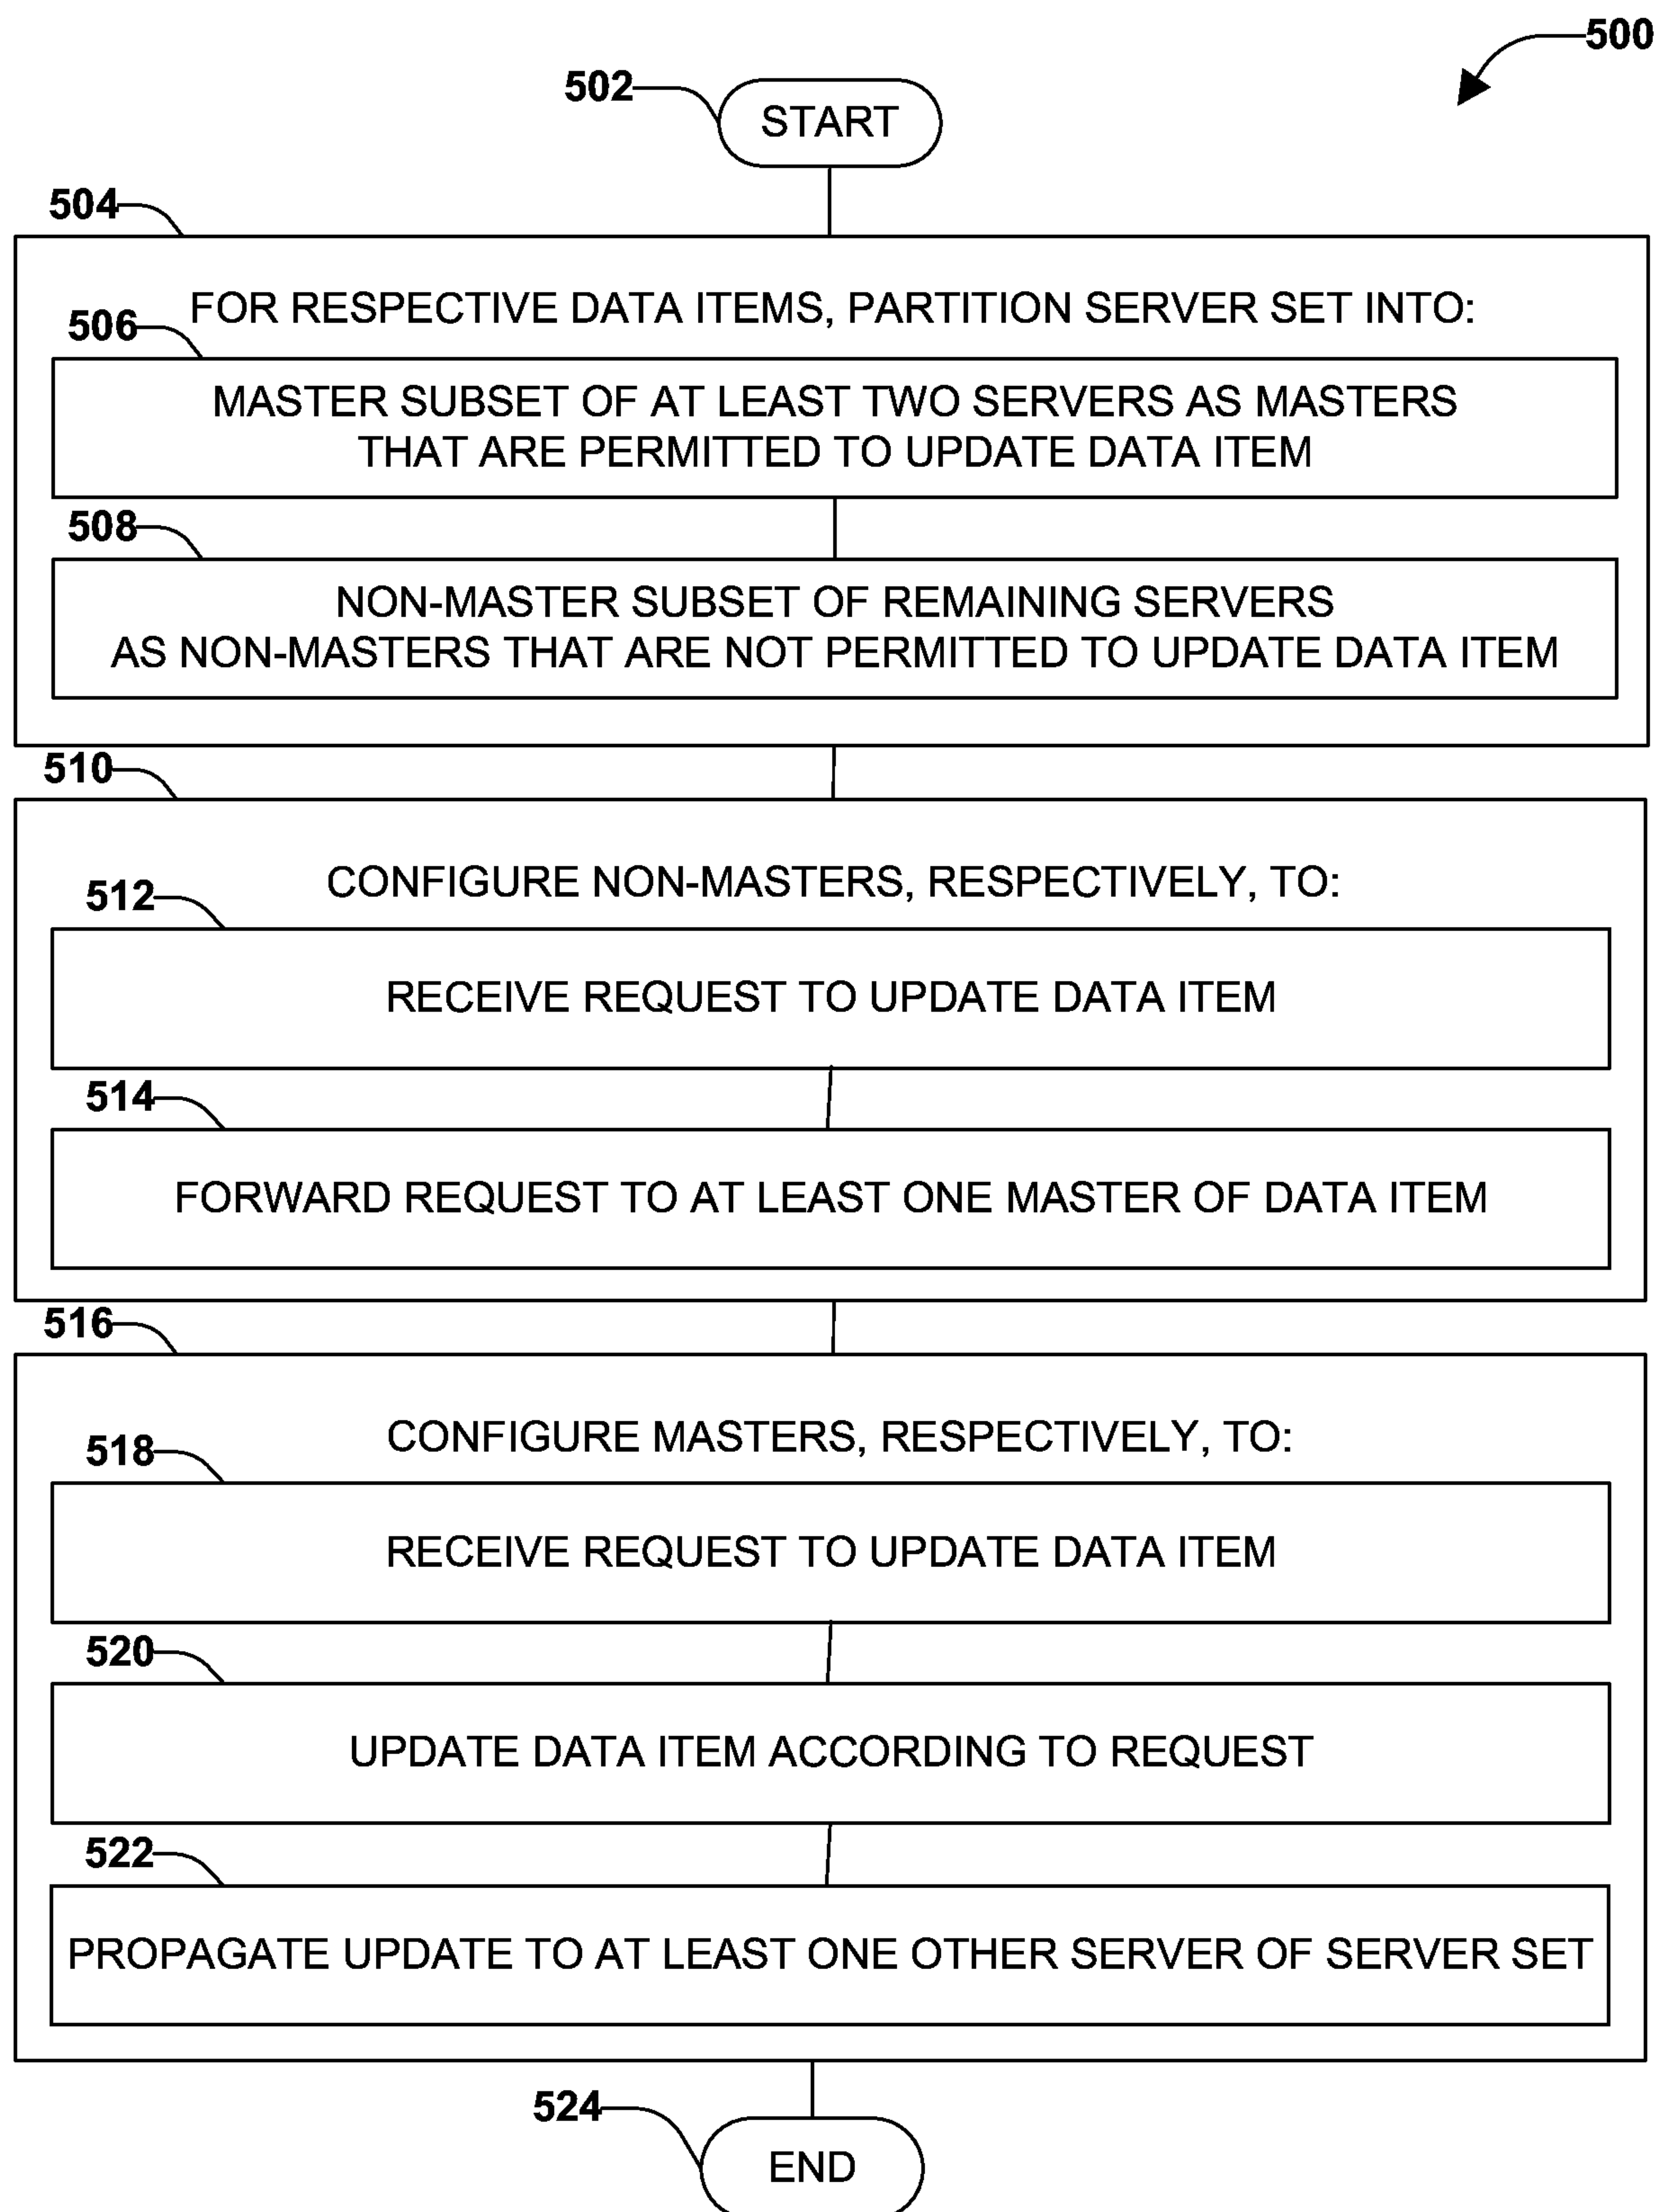 500
502
START
504
FOR RESPECTIVE DATA ITEMS, PARTITION SERVER SET INTO:
506
MASTER SUBSET OF AT LEAST TWO SERVERS AS MASTERS
THAT ARE PERMITTED TO UPDATE DATA ITEM
508
NON-MASTER SUBSET OF REMAINING SERVERS
AS NON-MASTERS THAT ARE NOT PERMITTED TO UPDATE DATA ITEM
510
CONFIGURE NON-MASTERS, RESPECTIVELY, TO:
512
RECEIVE REQUEST TO UPDATE DATA ITEM
514
FORWARD REQUEST TO AT LEAST ONE MASTER OF DATA ITEM
516
CONFIGURE MASTERS, RESPECTIVELY, TO:
518
RECEIVE REQUEST TO UPDATE DATA ITEM
520
UPDATE DATA ITEM ACCORDING TO REQUEST
522
PROPAGATE UPDATE TO AT LEAST ONE OTHER SERVER OF SERVER SET
524
END